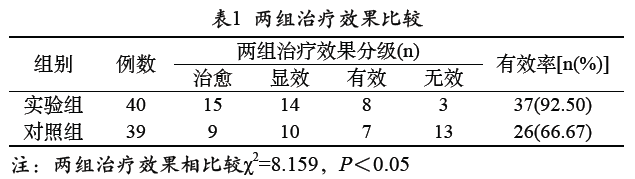 表1 两组治疗效果比较
组别 例数 两组治疗效果分级(n) 有效率[n(%)]
治愈 显效 有效 无效
实验组 40 15 14 8 3 37(92.50)
对照组 39 9 10 7 13 26(66.67)
注：两组治疗效果相比较χ²=8.159，P＜0.05